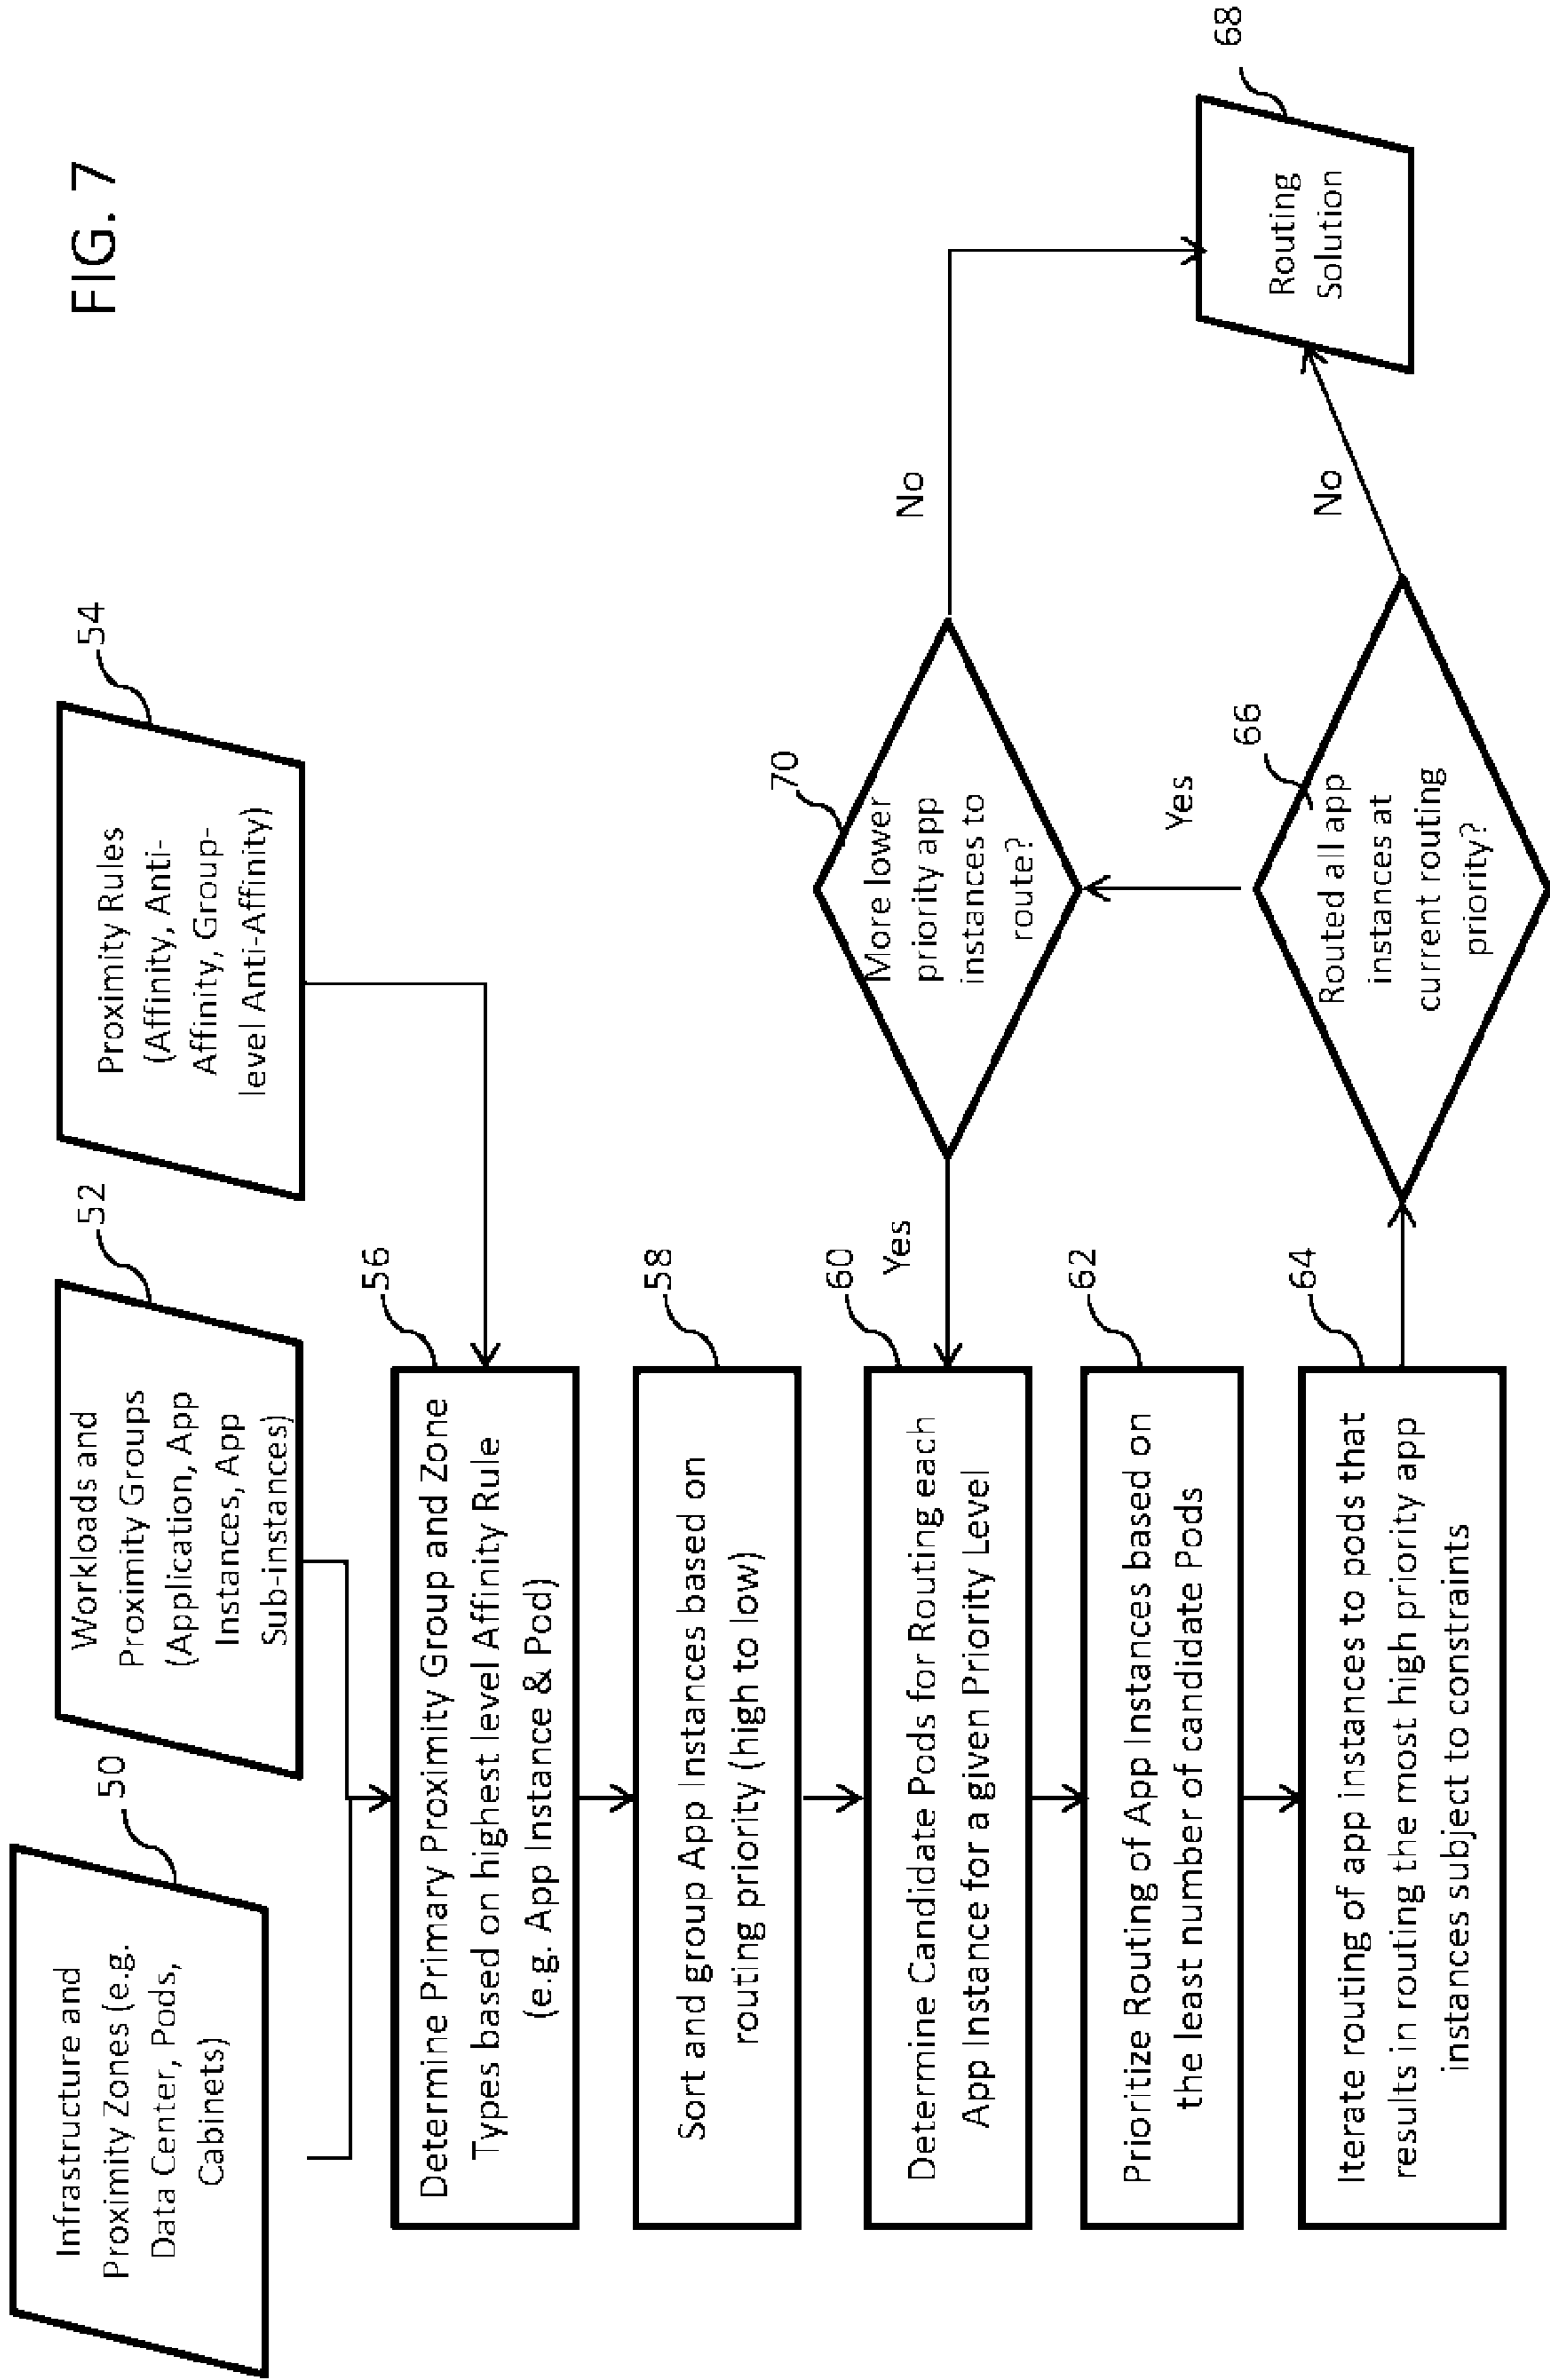 FIG. 7
50
Infrastructure and
Proximity Zones (e.g.
Data Center, Pods,
Cabinets)
52
Workloads and
Proximity Groups
(Application, App
Instances, App
Sub-instances)
54
Proximity Rules
(Affinity, Anti-
Affinity, Group-
level Anti-Affinity)
56
Determine Primary Proximity Group and Zone
Types based on highest level Affinity Rule
(e.g. App Instance & Pod)
58
Sort and group App Instances based on
routing priority (high to low)
60
Determine Candidate Pods for Routing each
App Instance for a given Priority Level
62
Prioritize Routing of App Instances based on
the least number of candidate Pods
64
Iterate routing of app instances to pods that
results in routing the most high priority app
instances subject to constraints
66
Routed all app
instances at
current routing
priority?
Yes
No
70
More lower
priority app
instances to
route?
Yes
No
68
Routing
Solution